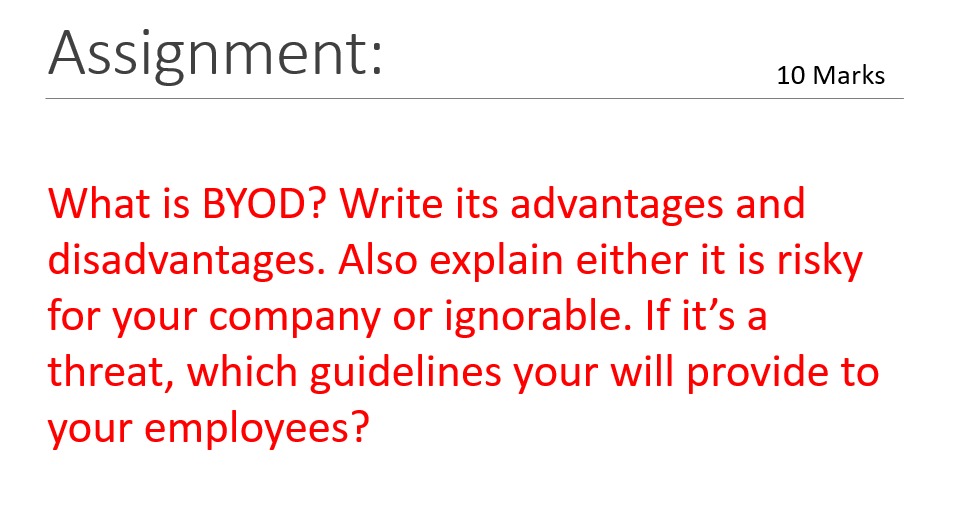 Assignment:
10 Marks
What is BYOD? Write its advantages and
disadvantages. Also explain either it is risky
for your company or ignorable. If it’s a
threat, which guidelines your will provide to
your employees?